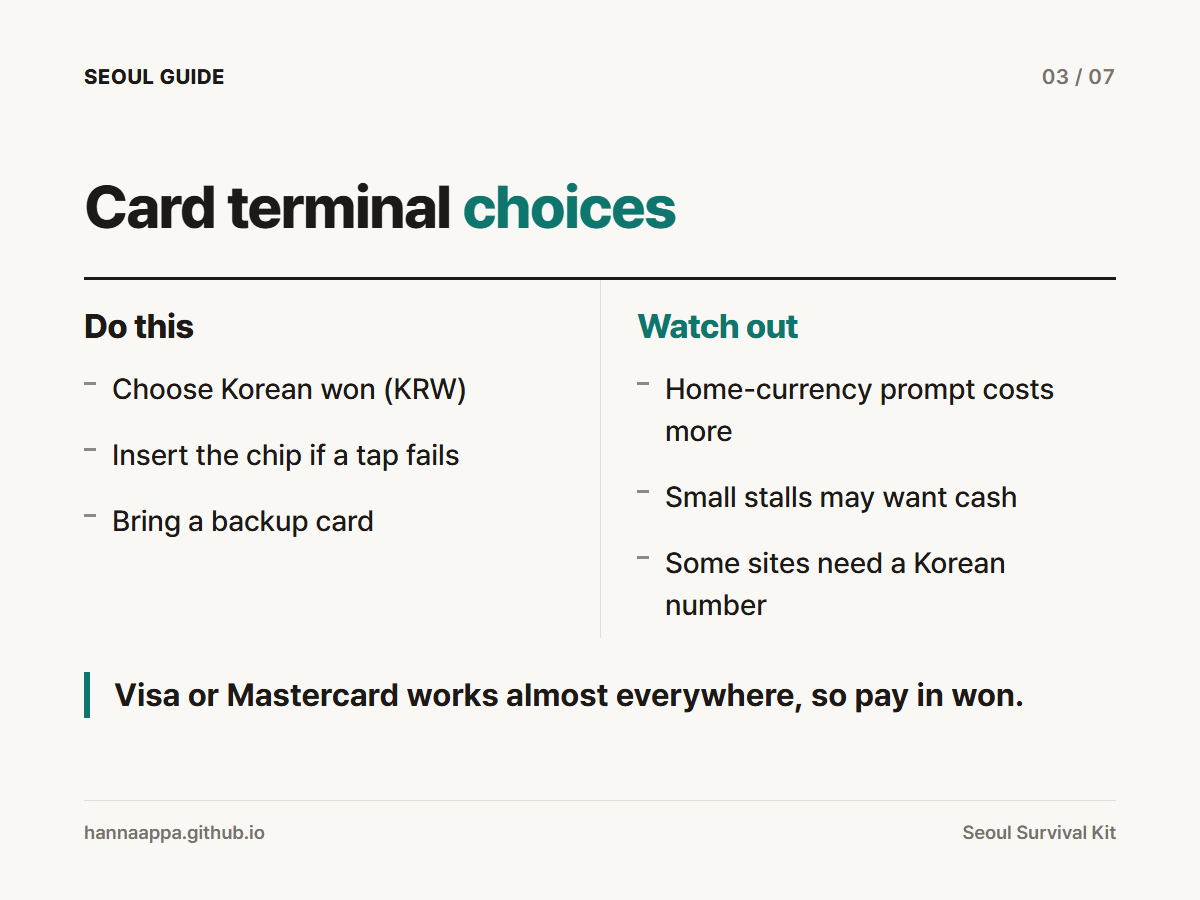 SEOUL GUIDE
03 / 07
Card terminal choices
Do this
– Choose Korean won (KRW)
– Insert the chip if a tap fails
– Bring a backup card
Watch out
– Home-currency prompt costs
more
– Small stalls may want cash
– Some sites need a Korean
number
Visa or Mastercard works almost everywhere, so pay in won.
hannaappa.github.io
Seoul Survival Kit